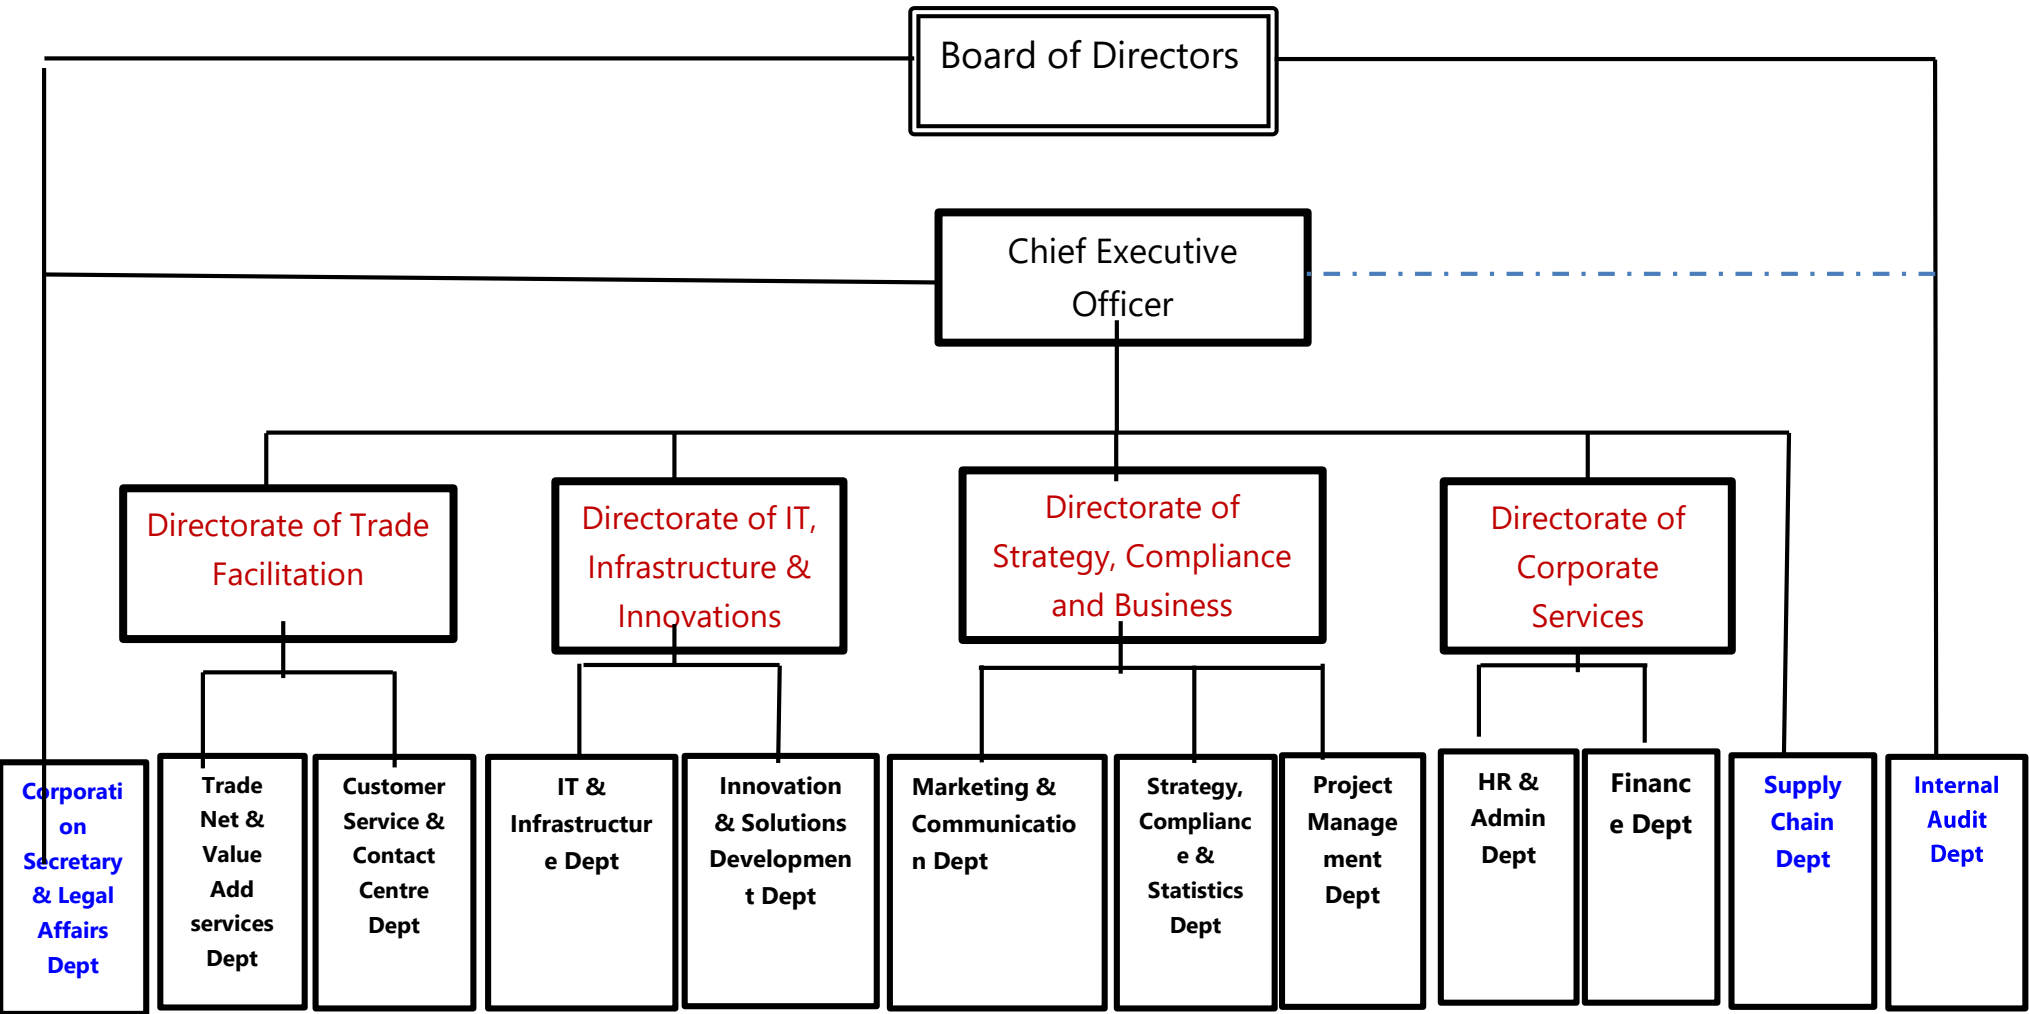 Board of Directors
Chief Executive
Officer
Directorate of Trade
Facilitation
Directorate of IT,
Infrastructure &
Innovations
Directorate of
Strategy, Compliance
and Business
Directorate of
Corporate
Services
Corporati
on
Secretary
& Legal
Affairs
Dept
Trade
Net &
Value
Add
services
Dept
Customer
Service &
Contact
Centre
Dept
IT &
Infrastructur
e Dept
Innovation
& Solutions
Developmen
t Dept
Marketing &
Communicatio
n Dept
Strategy,
Complianc
e &
Statistics
Dept
Project
Manage
ment
Dept
HR &
Admin
Dept
Financ
e Dept
Supply
Chain
Dept
Internal
Audit
Dept